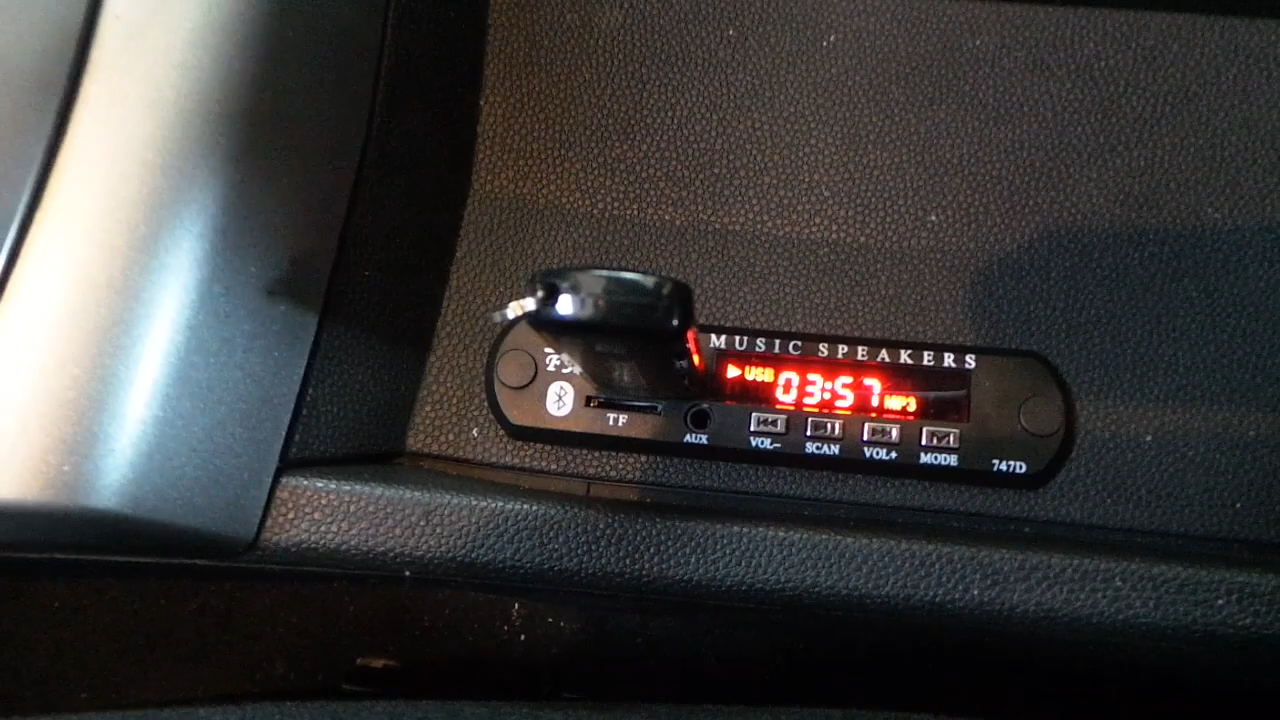 MUSIC SPEAKERS
USB 03:57 MP3
TF
AUX
VOL- SCAN VOL+ MODE
747D